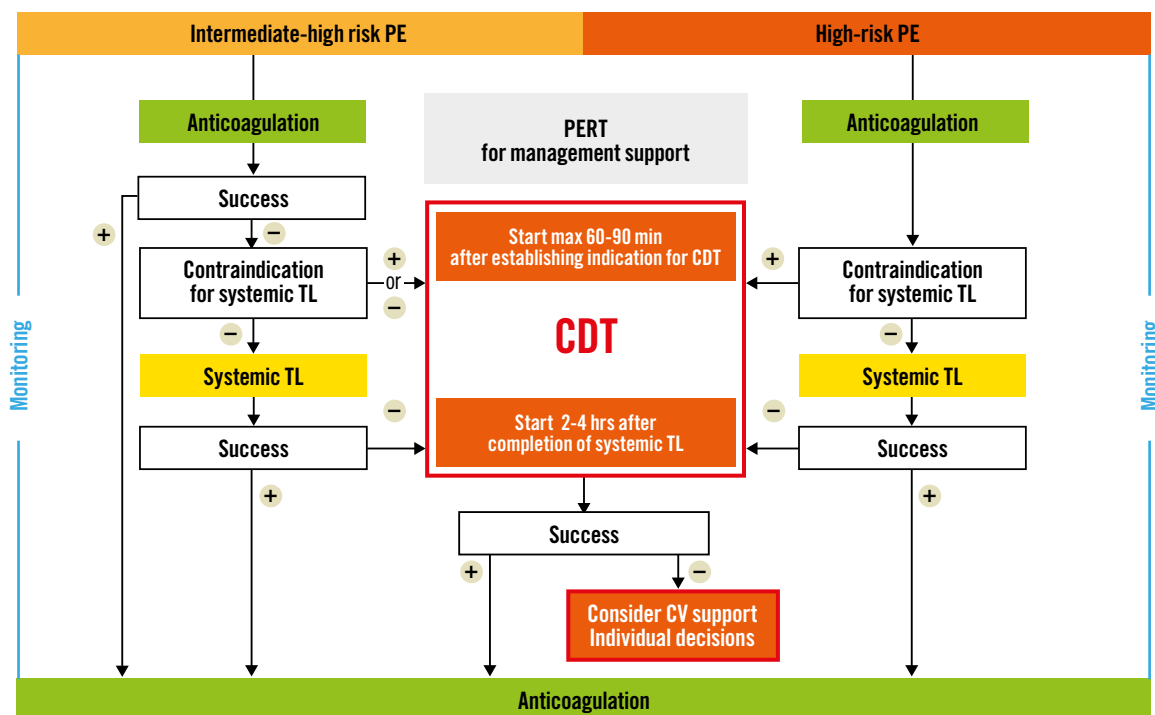 Intermediate-high risk PE
High-risk PE
Anticoagulation
PERT
for management support
Anticoagulation
Success
+
−
Start max 60-90 min
after establishing indication for CDT
Contraindication
for systemic TL
+
or
−
+
Contraindication
for systemic TL
−
−
CDT
Monitoring
Monitoring
Systemic TL
Systemic TL
−
−
Start 2-4 hrs after
completion of systemic TL
Success
Success
+
+
Success
+
−
Consider CV support
Individual decisions
Anticoagulation